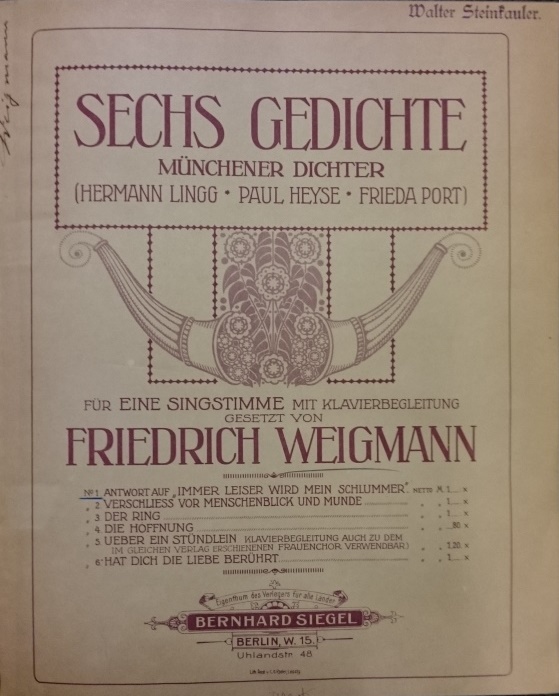 Walter Steinkauler.
SECHS GEDICHTE
MÜNCHENER DICHTER
(HERMANN LINGG • PAUL HEYSE • FRIEDA PORT)
FÜR EINE SINGSTIMME MIT KLAVIERBEGLEITUNG
GESETZT VON
FRIEDRICH WEIGMANN
No 1. ANTWORT AUF „IMMER LEISER WIRD MEIN SCHLUMMER". NETTO M. 1.__ ×
„ 2. VERSCHLIESS VOR MENSCHENBLICK UND MUNDE „ „ 1.__ ×
„ 3. DER RING „ „ 1.__ ×
„ 4. DIE HOFFNUNG „ „ .80. ×
„ 5. UEBER EIN STÜNDLEIN (KLAVIERBEGLEITUNG AUCH ZU DEM
IM GLEICHEN VERLAG ERSCHIENENEN FRAUENCHOR VERWENDBAR) „ „ 1.20. ×
„ 6. HAT DICH DIE LIEBE BERÜHRT „ „ 1.__ ×
Eigenthum des Verlegers für alle Länder
BERNHARD SIEGEL
BERLIN, W. 15.
Uhlandstr. 48